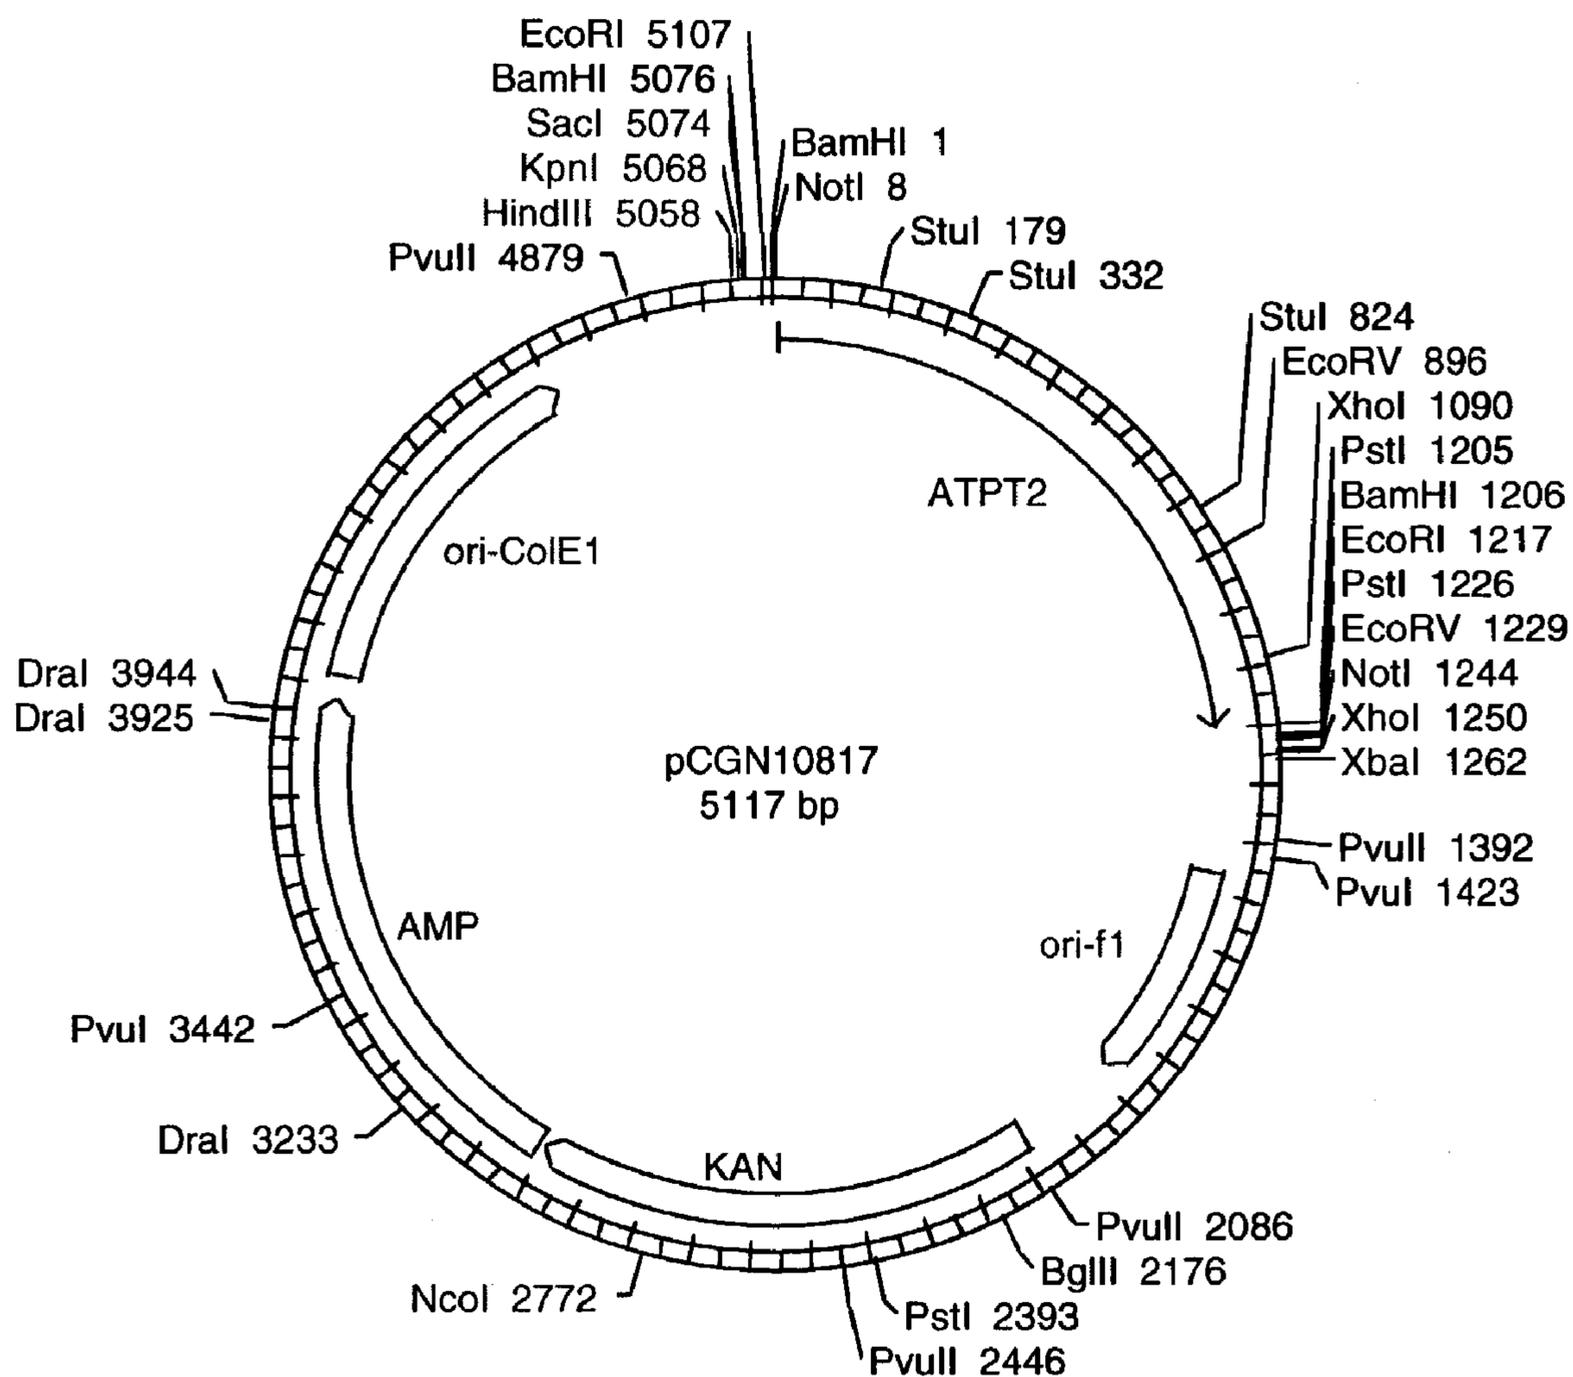 EcoRI 5107
BamHI 5076
SacI 5074
KpnI 5068
HindIII 5058
PvuII 4879
BamHI 1
NotI 8
StuI 179
StuI 332
StuI 824
EcoRV 896
XhoI 1090
PstI 1205
BamHI 1206
EcoRI 1217
PstI 1226
EcoRV 1229
NotI 1244
XhoI 1250
XbaI 1262
PvuII 1392
PvuI 1423
ATPT2
ori-ColE1
DraI 3944
DraI 3925
pCGN10817
5117 bp
AMP
ori-f1
PvuI 3442
DraI 3233
KAN
PvuII 2086
BglII 2176
NcoI 2772
PstI 2393
PvuII 2446